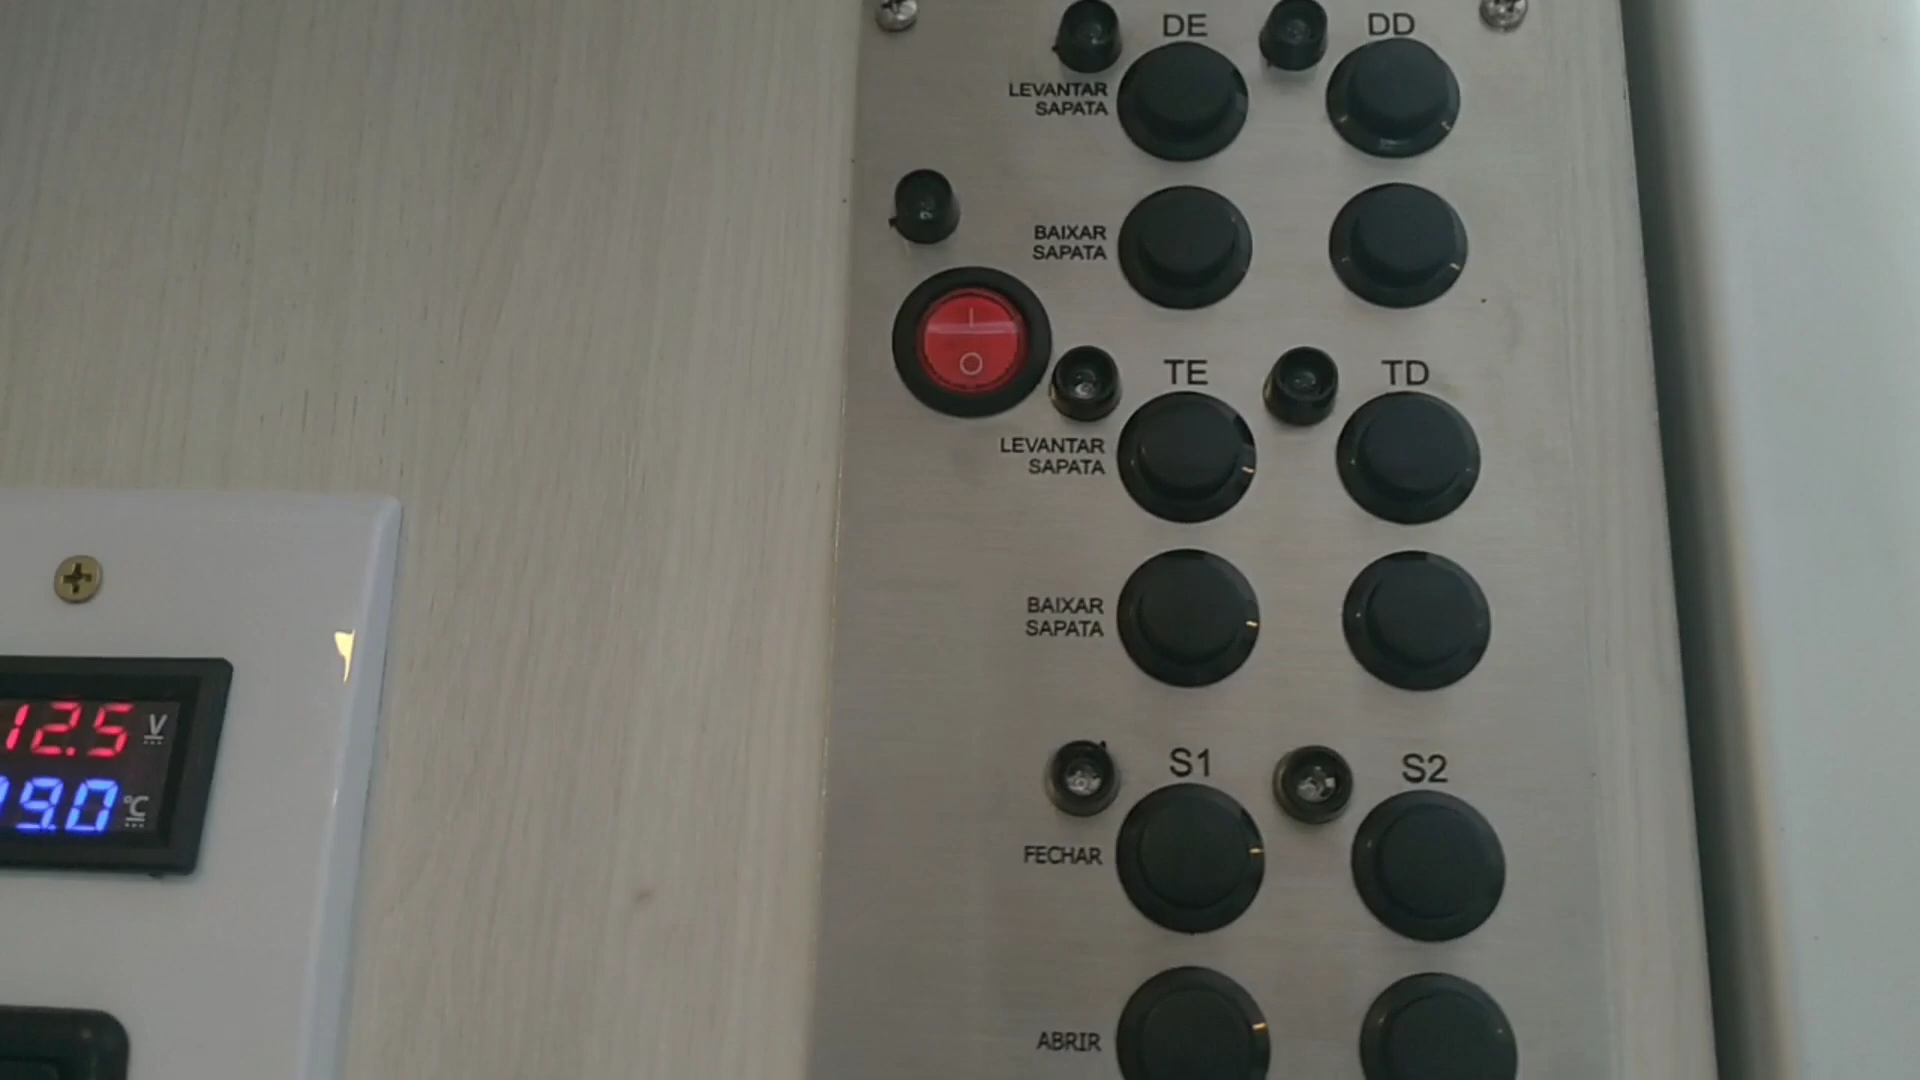 DE
DD
LEVANTAR
SAPATA
BAIXAR
SAPATA
TE
TD
LEVANTAR
SAPATA
BAIXAR
SAPATA
12.5 V
9.0 °C
S1
S2
FECHAR
ABRIR